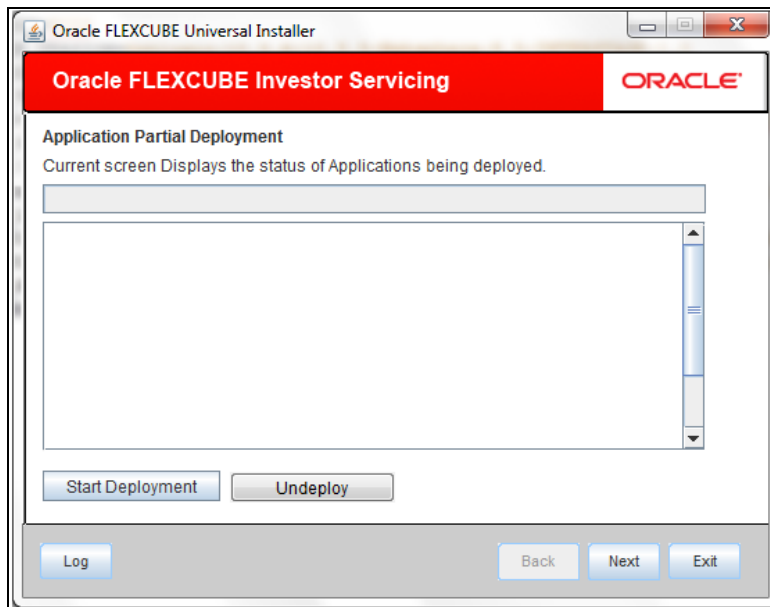 Oracle FLEXCUBE Universal Installer
Oracle FLEXCUBE Investor Servicing ORACLE®
Application Partial Deployment
Current screen Displays the status of Applications being deployed.
Start Deployment Undeploy
Log Back Next Exit